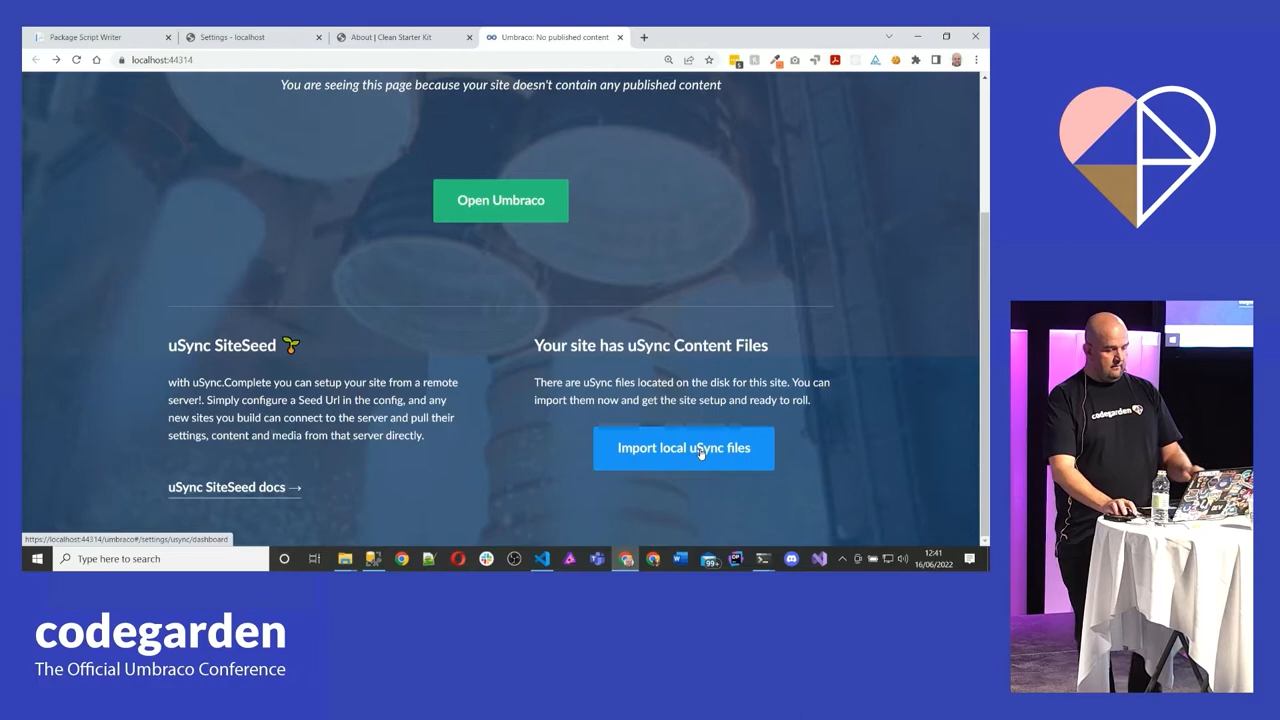 Package Script Writer
Settings - localhost
About | Clean Starter Kit
Umbraco: No published content
localhost:44314
You are seeing this page because your site doesn't contain any published content
Open Umbraco
uSync SiteSeed
with uSync.Complete you can setup your site from a remote
server!. Simply configure a Seed Url in the config, and any
new sites you build can connect to the server and pull their
settings, content and media from that server directly.
uSync SiteSeed docs →
Your site has uSync Content Files
There are uSync files located on the disk for this site. You can
import them now and get the site setup and ready to roll.
Import local uSync files
https://localhost:44314/umbraco#/settings/usync/dashboard
Type here to search
99+
12:41
16/06/2022
codegarden
codegarden
The Official Umbraco Conference